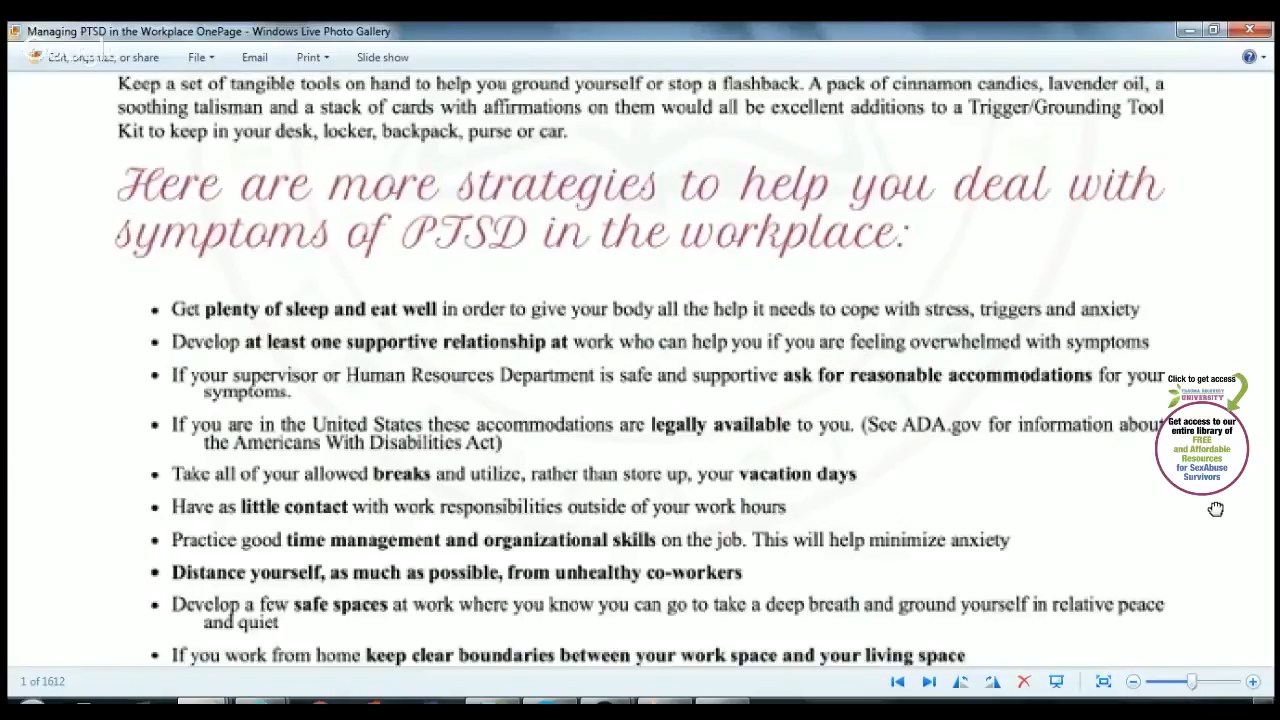 Managing PTSD in the Workplace OnePage - Windows Live Photo Gallery
Edit, organize, or share File Email Print Slide show
Keep a set of tangible tools on hand to help you ground yourself or stop a flashback. A pack of cinnamon candies, lavender oil, a
soothing talisman and a stack of cards with affirmations on them would all be excellent additions to a Trigger/Grounding Tool
Kit to keep in your desk, locker, backpack, purse or car.
Here are more strategies to help you deal with
symptoms of PTSD in the workplace:
• Get plenty of sleep and eat well in order to give your body all the help it needs to cope with stress, triggers and anxiety
• Develop at least one supportive relationship at work who can help you if you are feeling overwhelmed with symptoms
• If your supervisor or Human Resources Department is safe and supportive ask for reasonable accommodations for your
symptoms.
• If you are in the United States these accommodations are legally available to you. (See ADA.gov for information about
the Americans With Disabilities Act)
• Take all of your allowed breaks and utilize, rather than store up, your vacation days
• Have as little contact with work responsibilities outside of your work hours
• Practice good time management and organizational skills on the job. This will help minimize anxiety
• Distance yourself, as much as possible, from unhealthy co-workers
• Develop a few safe spaces at work where you know you can go to take a deep breath and ground yourself in relative peace
and quiet
• If you work from home keep clear boundaries between your work space and your living space
Click to get access
TRAUMA RECOVERY
UNIVERSITY
Get access to our
entire library of
FREE
and Affordable
Resources
for SexAbuse
Survivors
1 of 1612